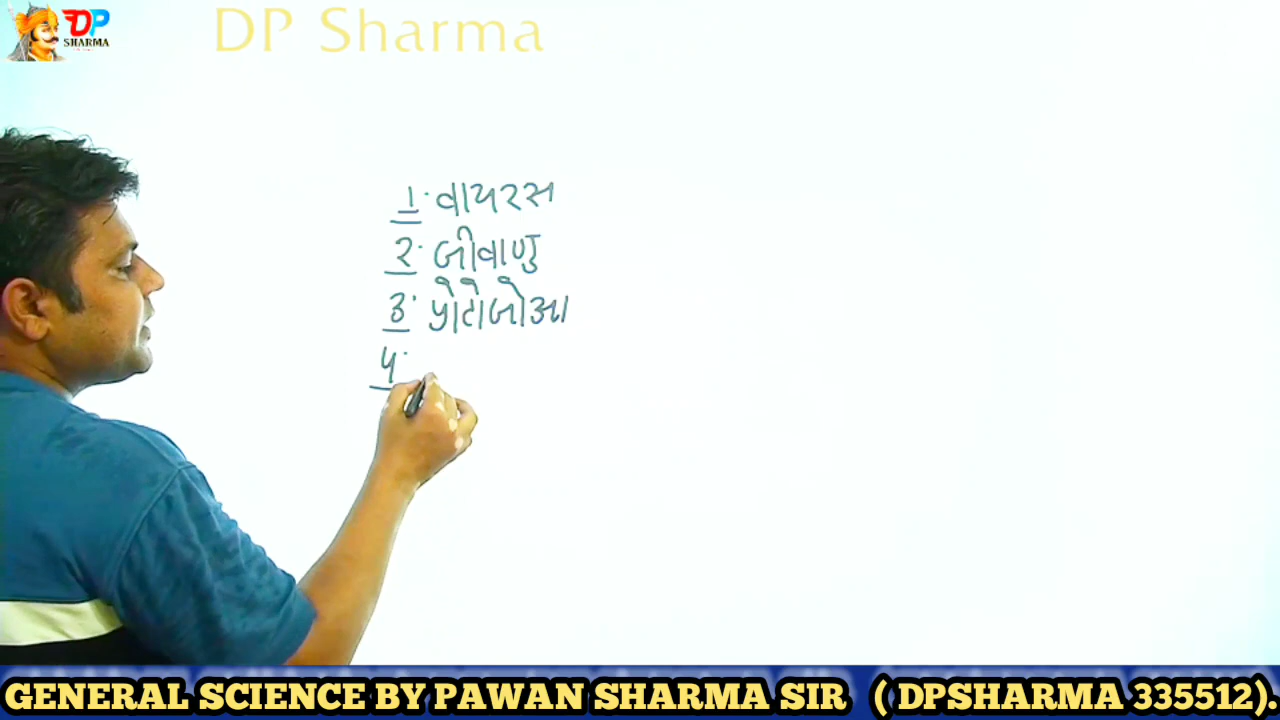 DP
SHARMA
DP Sharma
1. वायरस
2. जीवाणु
3. प्रोटोजोआ
4.
GENERAL SCIENCE BY PAWAN SHARMA SIR ( DPSHARMA 335512).